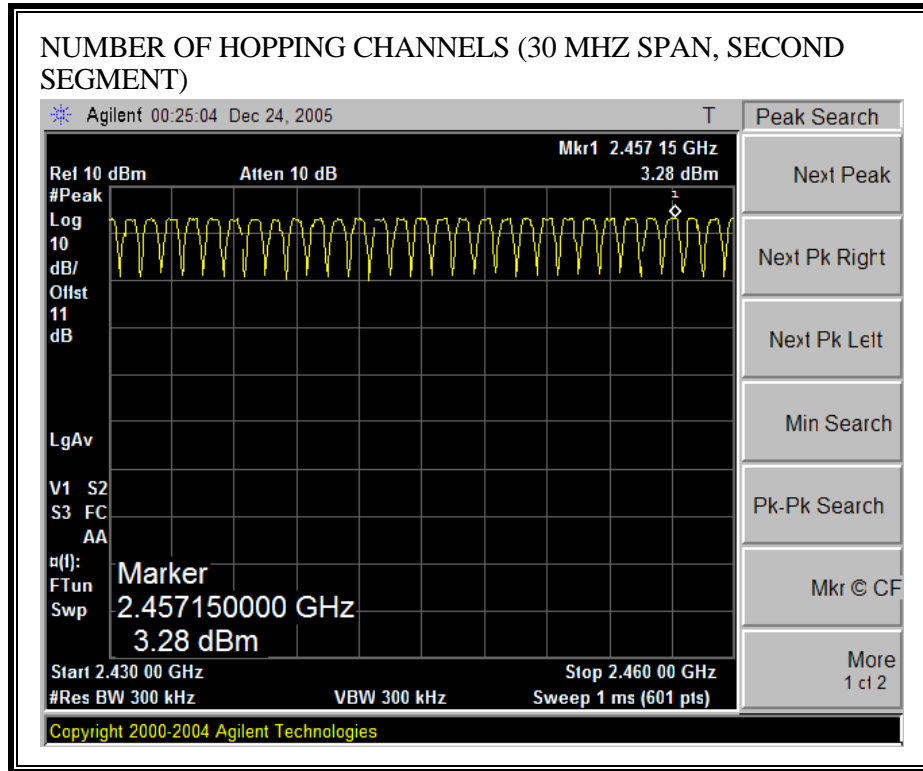 NUMBER OF HOPPING CHANNELS (30 MHZ SPAN, SECOND
SEGMENT)
Agilent 00:25:04 Dec 24, 2005 T
Peak Search
Mkr1 2.457 15 GHz
Ref 10 dBm Atten 10 dB 3.28 dBm
#Peak
Log
10
dB/
Offst
11
dB
1
LgAv
V1 S2
S3 FC
AA
¤(f):
FTun
Swp
Marker
2.457150000 GHz
3.28 dBm
Start 2.430 00 GHz Stop 2.460 00 GHz
#Res BW 300 kHz VBW 300 kHz Sweep 1 ms (601 pts)
Copyright 2000-2004 Agilent Technologies
Next Peak
Next Pk Right
Next Pk Left
Min Search
Pk-Pk Search
Mkr © CF
More
1 of 2